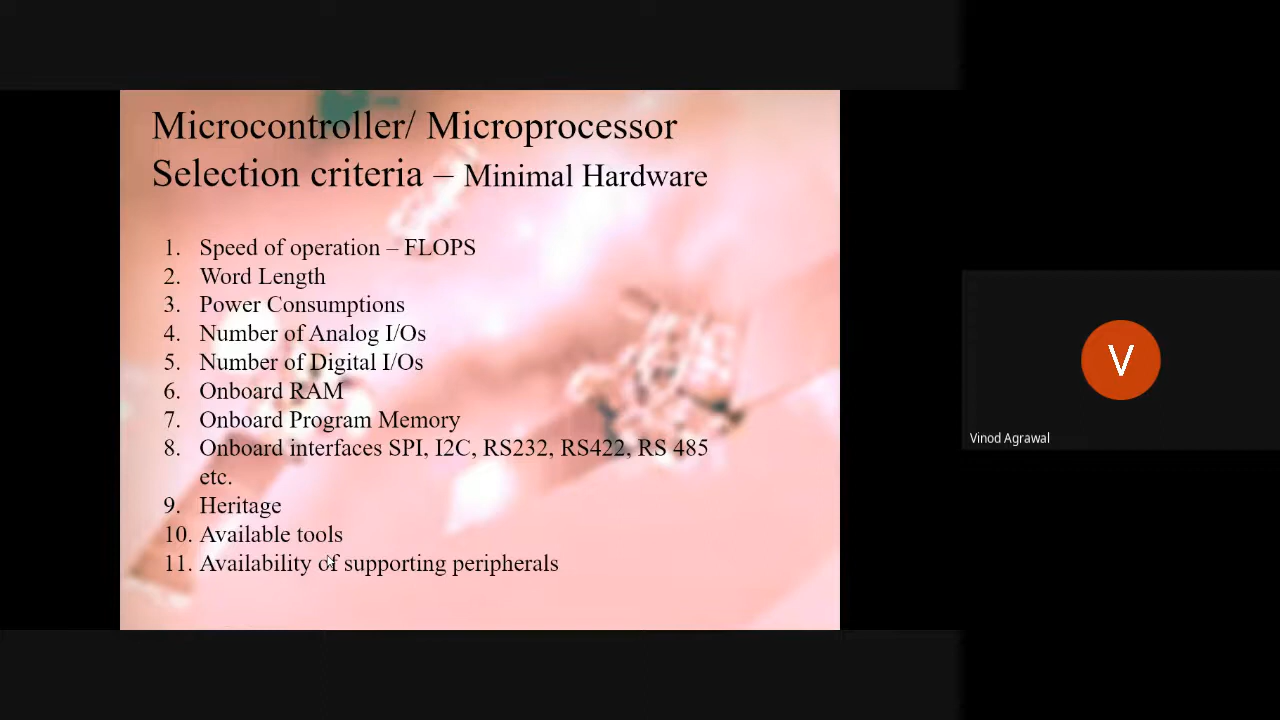 Microcontroller/ Microprocessor
Selection criteria – Minimal Hardware
1. Speed of operation – FLOPS
2. Word Length
3. Power Consumptions
4. Number of Analog I/Os
5. Number of Digital I/Os
6. Onboard RAM
7. Onboard Program Memory
8. Onboard interfaces SPI, I2C, RS232, RS422, RS 485
etc.
9. Heritage
10. Available tools
11. Availability of supporting peripherals
V
Vinod Agrawal